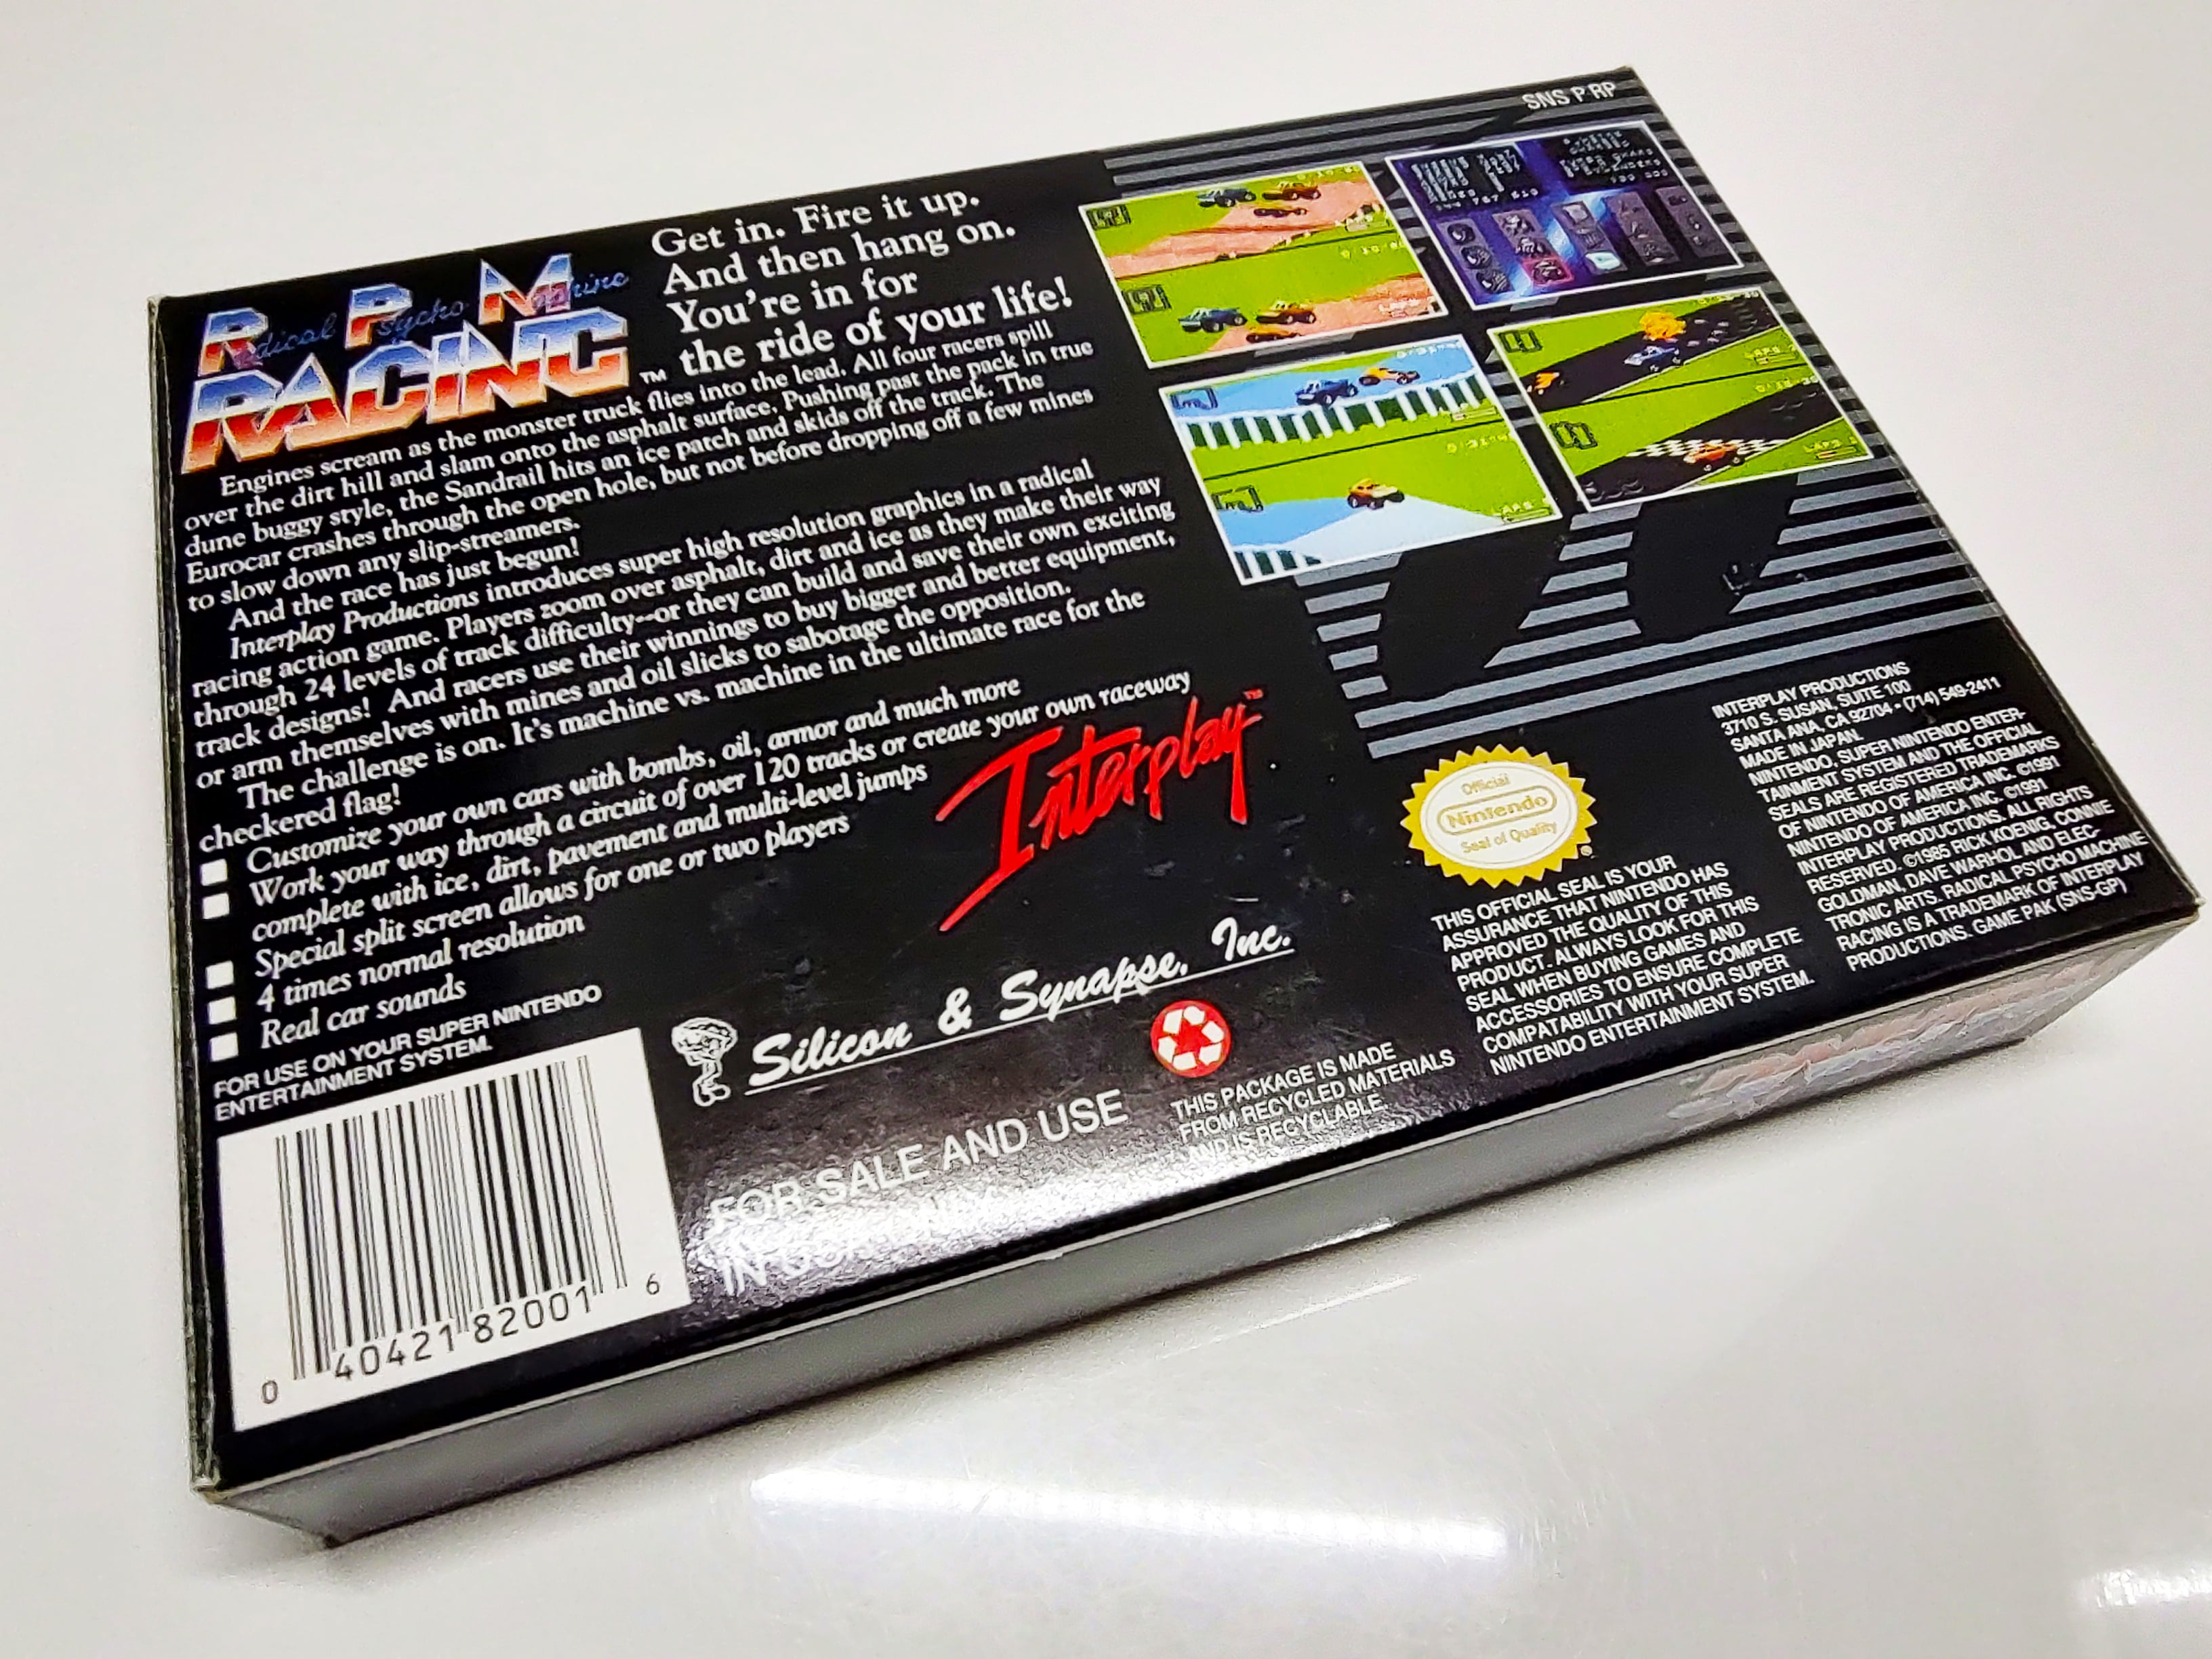 SNS P RP
Radical Psycho Machine
RACING™
Get in. Fire it up.
And then hang on.
You're in for
the ride of your life!
Engines scream as the monster truck flies into the lead. All four racers spill
over the dirt hill and slam onto the asphalt surface. Pushing past the pack in true
dune buggy style, the Sandrail hits an ice patch and skids off the track. The
Eurocar crashes through the open hole, but not before dropping off a few mines
to slow down any slip-streamers.
And the race has just begun!
Interplay Productions introduces super high resolution graphics in a radical
racing action game. Players zoom over asphalt, dirt and ice as they make their way
through 24 levels of track difficulty--or they can build and save their own exciting
track designs! And racers use their winnings to buy bigger and better equipment,
or arm themselves with mines and oil slicks to sabotage the opposition.
The challenge is on. It's machine vs. machine in the ultimate race for the
checkered flag!
Customize your own cars with bombs, oil, armor and much more
Work your way through a circuit of over 120 tracks or create your own raceway
complete with ice, dirt, pavement and multi-level jumps
Special split screen allows for one or two players
4 times normal resolution
Real car sounds
FOR USE ON YOUR SUPER NINTENDO
ENTERTAINMENT SYSTEM.
0 40421 82001 6
Interplay™
Silicon & Synapse, Inc.
FOR SALE AND USE
THIS PACKAGE IS MADE
FROM RECYCLED MATERIALS
AND IS RECYCLABLE.
Official
Nintendo
Seal of Quality
®
THIS OFFICIAL SEAL IS YOUR
ASSURANCE THAT NINTENDO HAS
APPROVED THE QUALITY OF THIS
PRODUCT. ALWAYS LOOK FOR THIS
SEAL WHEN BUYING GAMES AND
ACCESSORIES TO ENSURE COMPLETE
COMPATABILITY WITH YOUR SUPER
NINTENDO ENTERTAINMENT SYSTEM.
INTERPLAY PRODUCTIONS
3710 S. SUSAN, SUITE 100
SANTA ANA, CA 92704 • (714) 549-2411
MADE IN JAPAN.
NINTENDO. SUPER NINTENDO ENTER-
TAINMENT SYSTEM AND THE OFFICIAL
SEALS ARE REGISTERED TRADEMARKS
OF NINTENDO OF AMERICA INC. ©1991
NINTENDO OF AMERICA INC. ©1991
INTERPLAY PRODUCTIONS. ALL RIGHTS
RESERVED. ©1985 RICK KOENIG, CONNIE
GOLDMAN, DAVE WARHOL AND ELEC-
TRONIC ARTS. RADICAL PSYCHO MACHINE
RACING IS A TRADEMARK OF INTERPLAY
PRODUCTIONS. GAME PAK (SNS-GP)